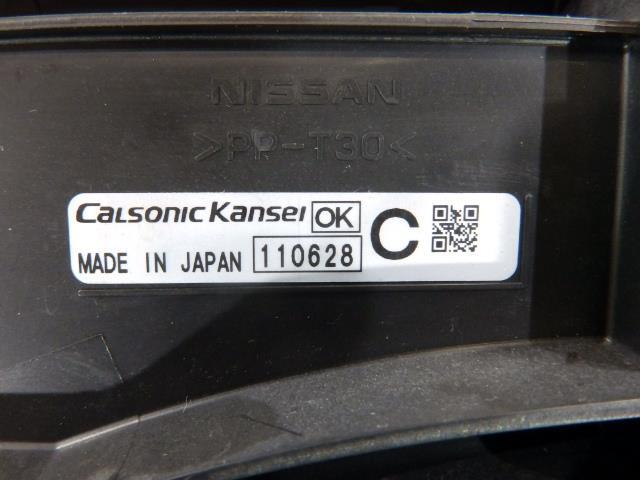 NISSAN
>PP-T30<
CalsonicKansei OK C
MADE IN JAPAN 110628